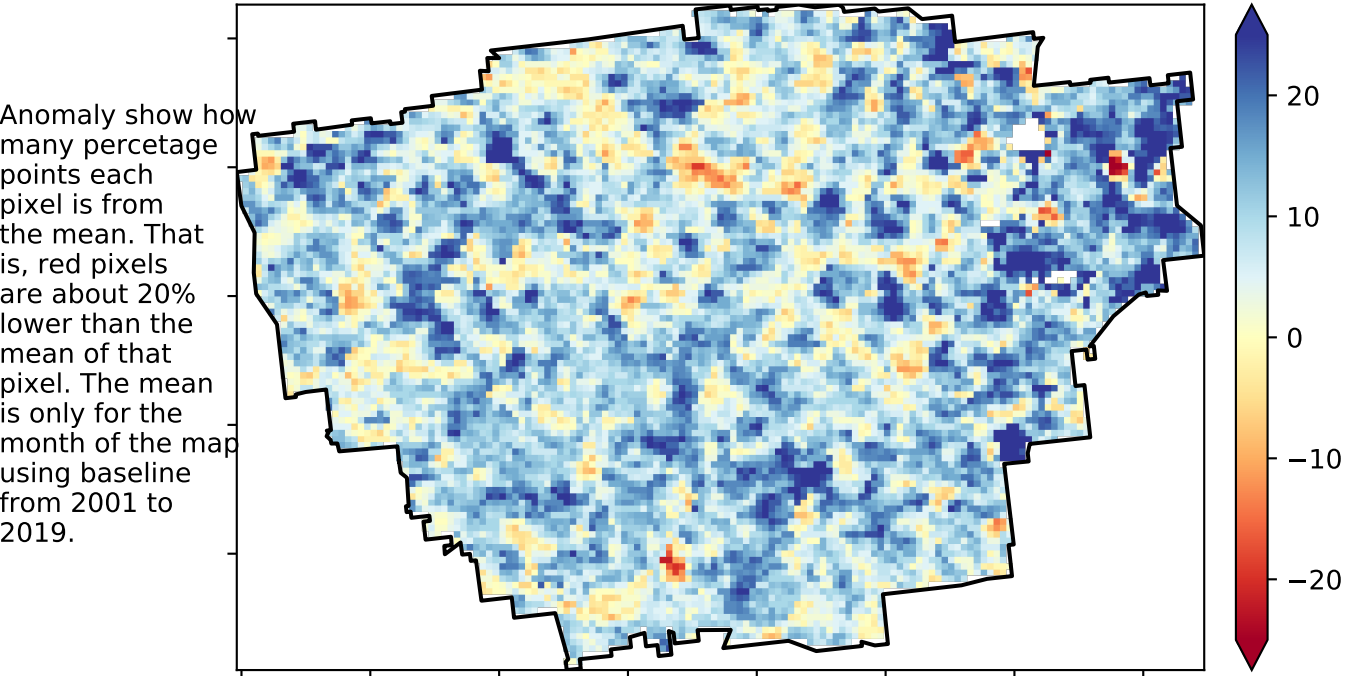 Anomaly show how
many percetage
points each
pixel is from
the mean. That
is, red pixels
are about 20%
lower than the
mean of that
pixel. The mean
is only for the
month of the map
using baseline
from 2001 to
2019.
20
10
0
−10
−20